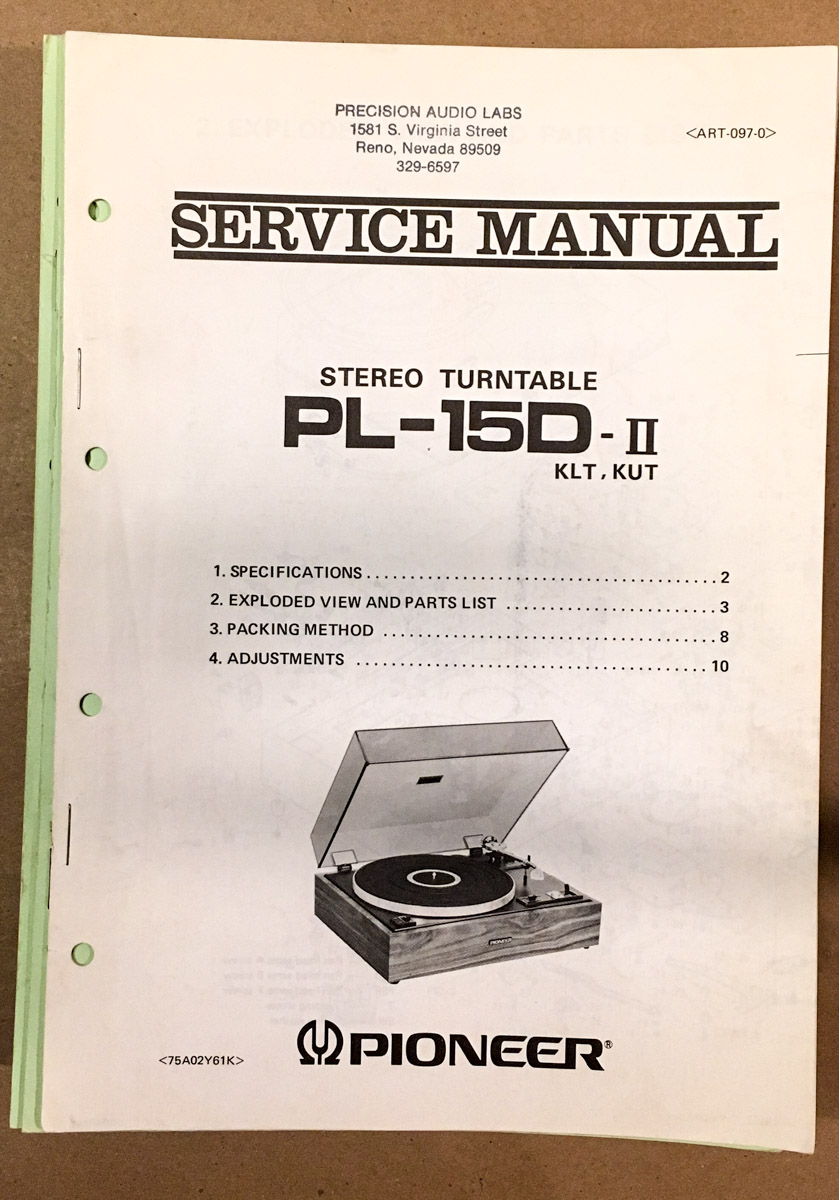 PRECISION AUDIO LABS
1581 S. Virginia Street
Reno, Nevada 89509
329-6597
<ART-097-0>
SERVICE MANUAL
STEREO TURNTABLE
PL-15D-II
KLT, KUT
1. SPECIFICATIONS ........................................ 2
2. EXPLODED VIEW AND PARTS LIST ........................ 3
3. PACKING METHOD ...................................... 8
4. ADJUSTMENTS ........................................ 10
PIONEER
<75A02Y61K>
PIONEER®